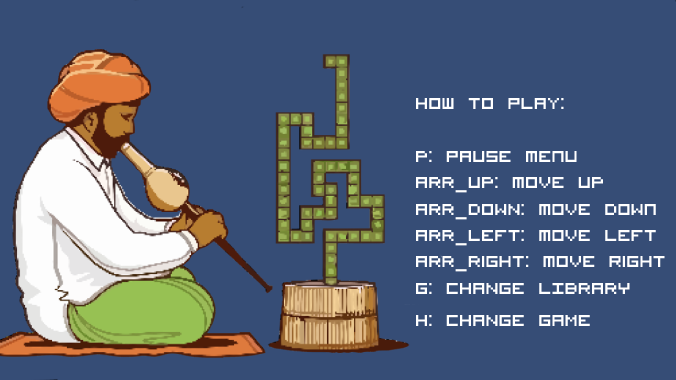 HOW TO PLAY:
P: PAUSE MENU
ARR_UP: MOVE UP
ARR_DOWN: MOVE DOWN
ARR_LEFT: MOVE LEFT
ARR_RIGHT: MOVE RIGHT
G: CHANGE LIBRARY
H: CHANGE GAME